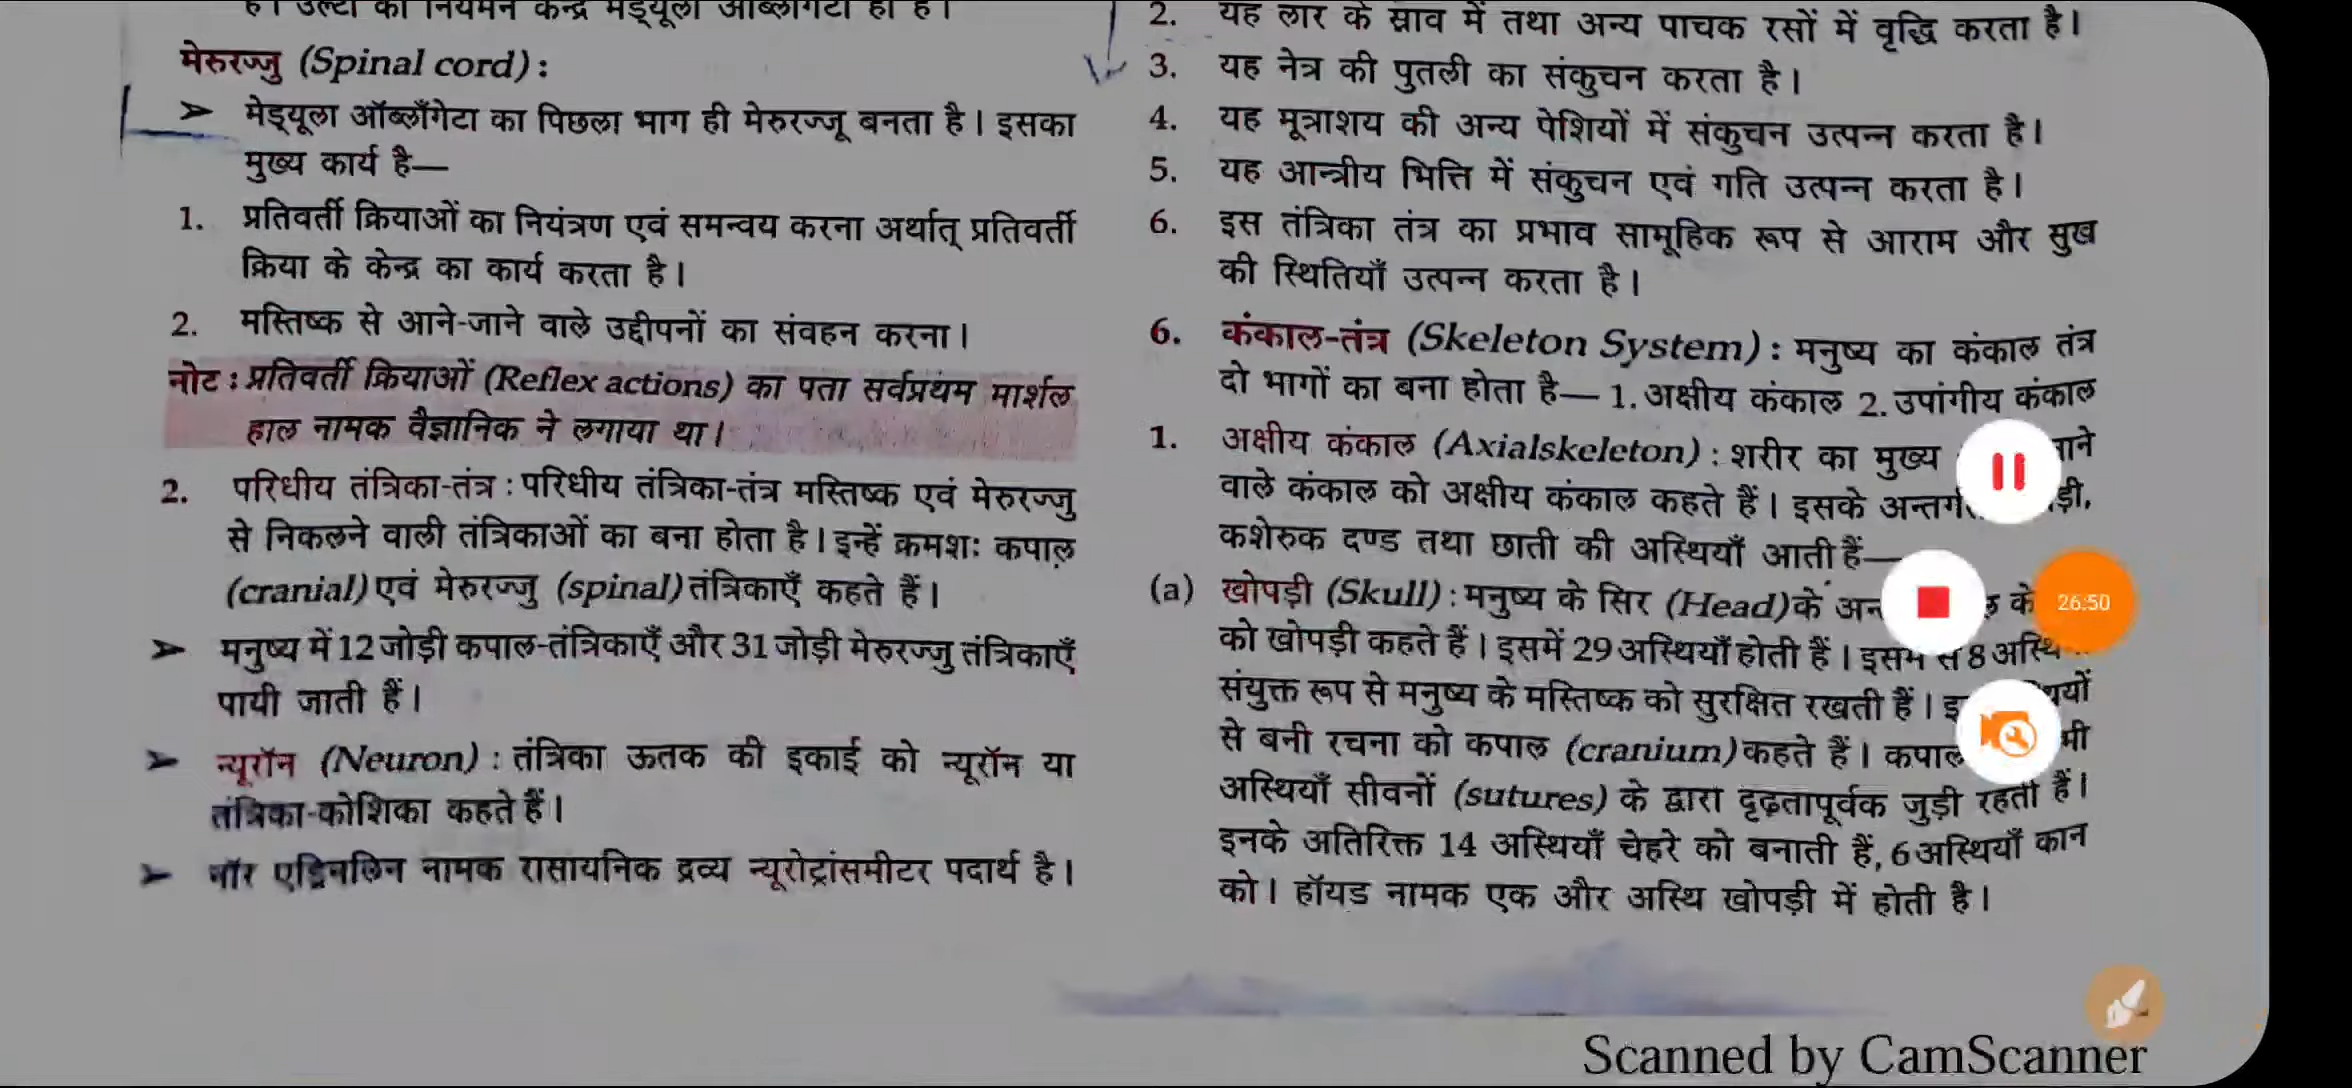 है। उल्टी का नियमन केन्द्र मेड्यूला ऑब्लाँगेटा ही है।
मेरुरज्जु (Spinal cord) :
➤ मेड्यूला ऑब्लाँगेटा का पिछला भाग ही मेरुरज्जू बनता है। इसका
मुख्य कार्य है—
1. प्रतिवर्ती क्रियाओं का नियंत्रण एवं समन्वय करना अर्थात् प्रतिवर्ती
क्रिया के केन्द्र का कार्य करता है।
2. मस्तिष्क से आने-जाने वाले उद्दीपनों का संवहन करना।
नोट : प्रतिवर्ती क्रियाओं (Reflex actions) का पता सर्वप्रथम मार्शल
हाल नामक वैज्ञानिक ने लगाया था।
2. परिधीय तंत्रिका-तंत्र : परिधीय तंत्रिका-तंत्र मस्तिष्क एवं मेरुरज्जु
से निकलने वाली तंत्रिकाओं का बना होता है। इन्हें क्रमशः कपाल
(cranial) एवं मेरुरज्जु (spinal) तंत्रिकाएँ कहते हैं।
➤ मनुष्य में 12 जोड़ी कपाल-तंत्रिकाएँ और 31 जोड़ी मेरुरज्जु तंत्रिकाएँ
पायी जाती हैं।
➤ न्यूरॉन (Neuron) : तंत्रिका ऊतक की इकाई को न्यूरॉन या
तंत्रिका-कोशिका कहते हैं।
➤ नॉर एड्रिनलिन नामक रासायनिक द्रव्य न्यूरोट्रांसमीटर पदार्थ है।
2. यह लार के स्राव में तथा अन्य पाचक रसों में वृद्धि करता है।
3. यह नेत्र की पुतली का संकुचन करता है।
4. यह मूत्राशय की अन्य पेशियों में संकुचन उत्पन्न करता है।
5. यह आन्त्रीय भित्ति में संकुचन एवं गति उत्पन्न करता है।
6. इस तंत्रिका तंत्र का प्रभाव सामूहिक रूप से आराम और सुख
की स्थितियाँ उत्पन्न करता है।
6. कंकाल-तंत्र (Skeleton System) : मनुष्य का कंकाल तंत्र
दो भागों का बना होता है— 1. अक्षीय कंकाल 2. उपांगीय कंकाल
1. अक्षीय कंकाल (Axialskeleton) : शरीर का मुख्य
वाले कंकाल को अक्षीय कंकाल कहते हैं। इसके
कशेरुक दण्ड तथा छाती की अस्थियाँ आती हैं—
(a) खोपड़ी (Skull) : मनुष्य के सिर (Head) के के
26:50
को खोपड़ी कहते हैं। इसमें 29 अस्थियाँ होती हैं। इसमें से 8
संयुक्त रूप से मनुष्य के मस्तिष्क को सुरक्षित रखती हैं।
से बनी रचना को कपाल (cranium) कहते हैं। कपाल
अस्थियाँ सीवनों (sutures) के द्वारा दृढ़तापूर्वक जुड़ी रहती हैं।
इनके अतिरिक्त 14 अस्थियाँ चेहरे को बनाती हैं, 6 अस्थियाँ कान
को। हॉयड नामक एक और अस्थि खोपड़ी में होती है।
Scanned by CamScanner